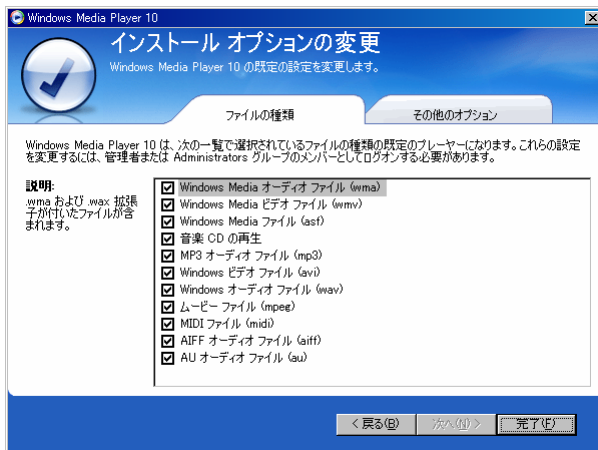 Windows Media Player 10
インストール オプションの変更
Windows Media Player 10 の既定の設定を変更します。
ファイルの種類
その他のオプション
Windows Media Player 10 は、次の一覧で選択されているファイルの種類の既定のプレーヤーになります。これらの設定
を変更するには、管理者または Administrators グループのメンバーとしてログオンする必要があります。
説明:
.wma および .wax 拡張
子が付いたファイルが含
まれます。
Windows Media オーディオ ファイル (wma)
Windows Media ビデオ ファイル (wmv)
Windows Media ファイル (asf)
音楽 CD の再生
MP3 オーディオ ファイル (mp3)
Windows ビデオ ファイル (avi)
Windows オーディオ ファイル (wav)
ムービー ファイル (mpeg)
MIDI ファイル (midi)
AIFF オーディオ ファイル (aiff)
AU オーディオ ファイル (au)
< 戻る(B)
次へ(N) >
完了(F)